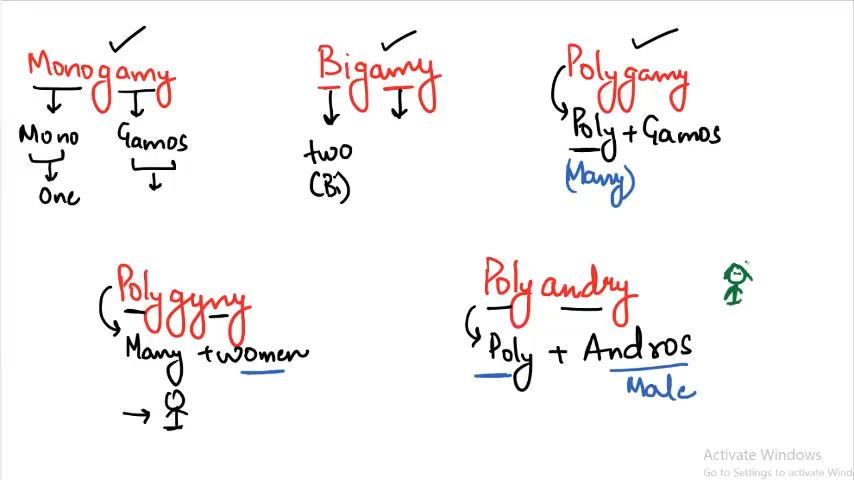 Monogamy
Mono Gamos
One
Bigamy
two
(Bi)
Polygamy
Poly + Gamos
(Many)
Polygyny
Many + women
Polyandry
Poly + Andros
Male
Activate Windows
Go to Settings to activate Windo